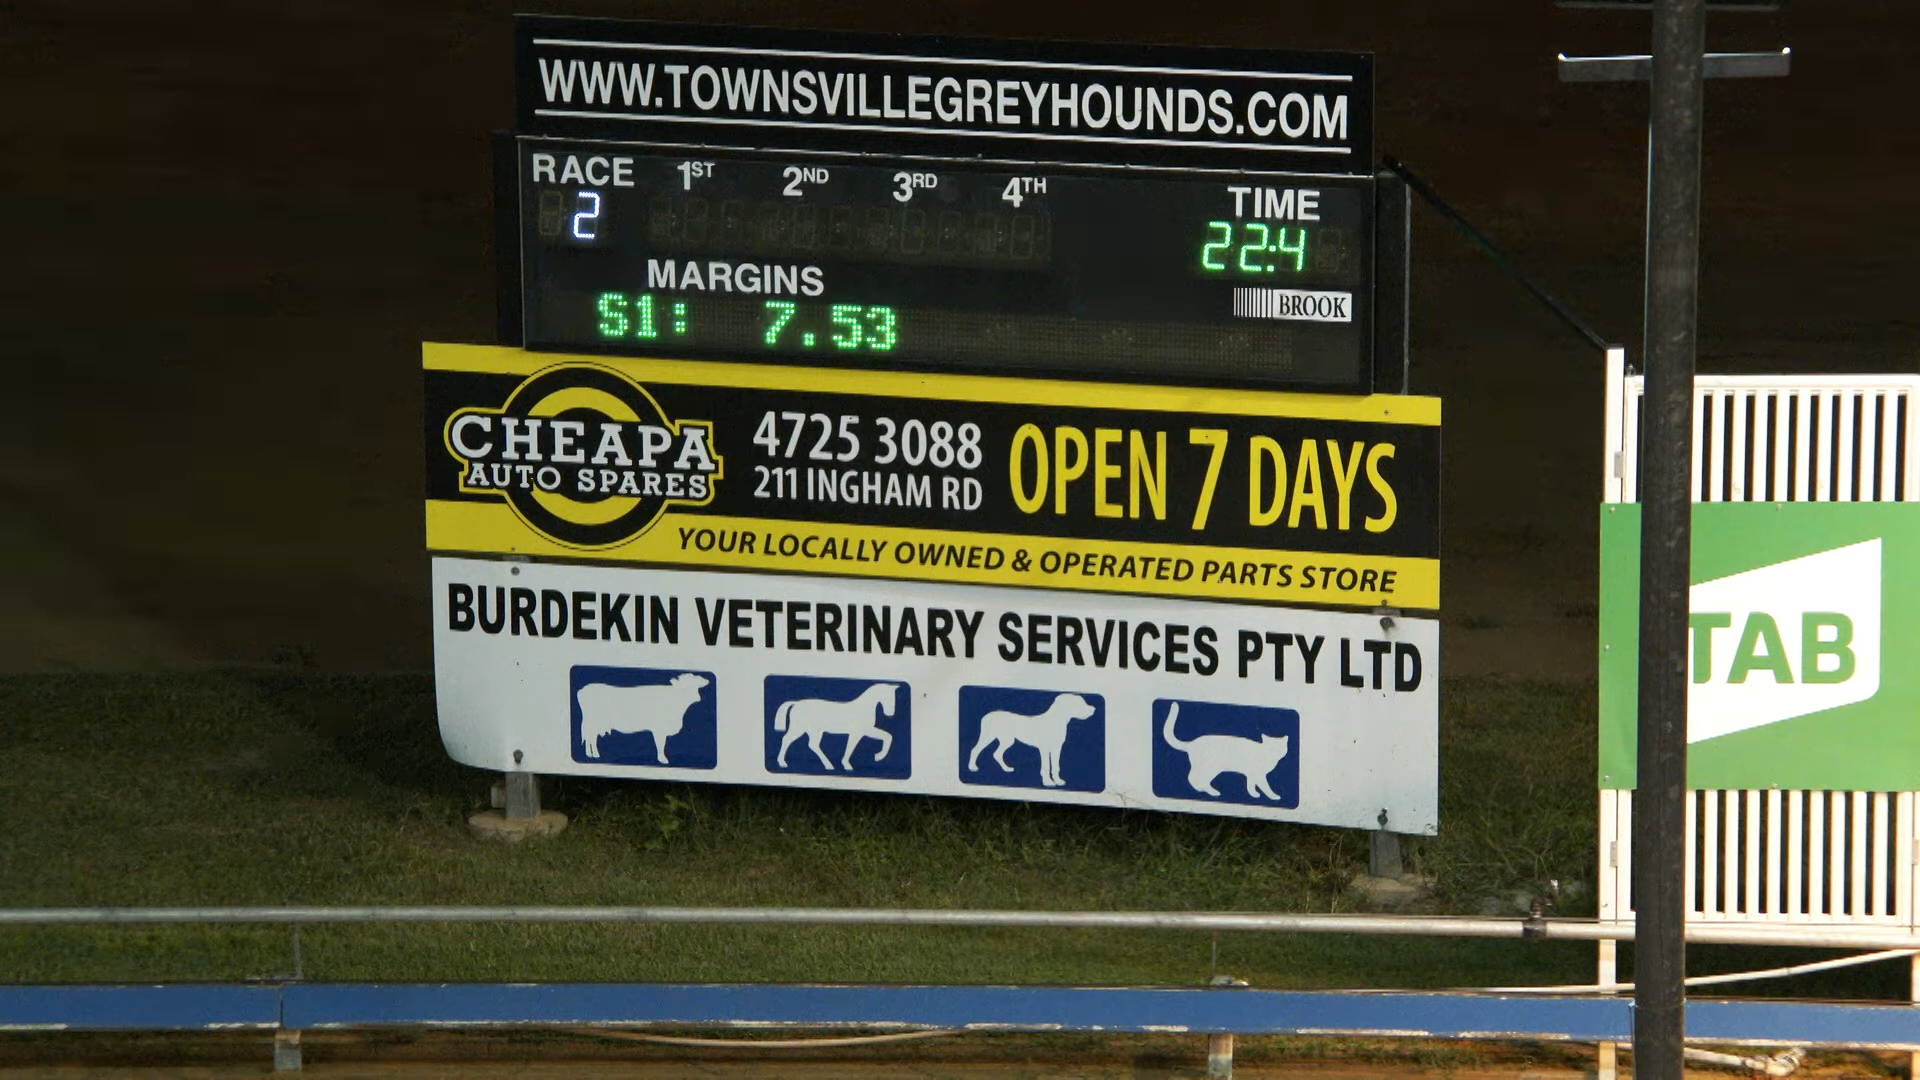 WWW.TOWNSVILLEGREYHOUNDS.COM
RACE 1ST 2ND 3RD 4TH TIME
2 22:4
MARGINS
BROOK
S1: 7.53
CHEAPA
AUTO SPARES
4725 3088
211 INGHAM RD
OPEN 7 DAYS
YOUR LOCALLY OWNED & OPERATED PARTS STORE
BURDEKIN VETERINARY SERVICES PTY LTD
TAB